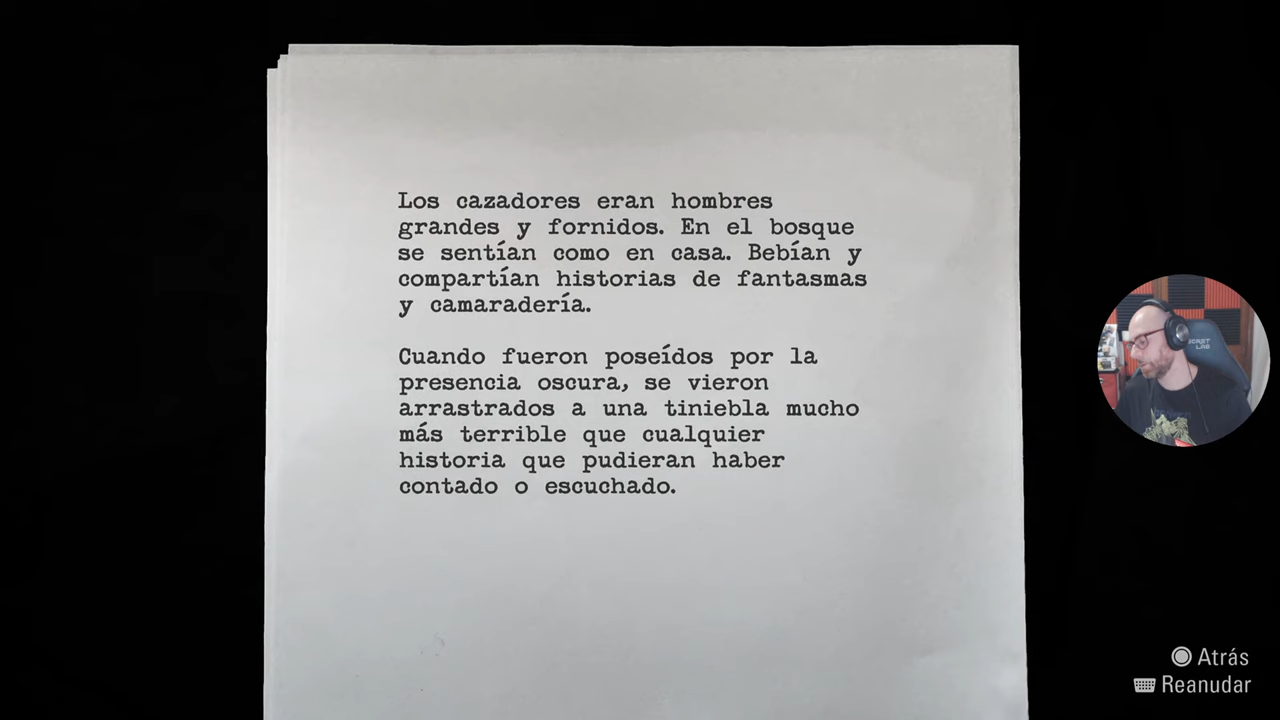 Los cazadores eran hombres
grandes y fornidos. En el bosque
se sentían como en casa. Bebían y
compartían historias de fantasmas
y camaradería.
Cuando fueron poseídos por la
presencia oscura, se vieron
arrastrados a una tiniebla mucho
más terrible que cualquier
historia que pudieran haber
contado o escuchado.
Atrás
Reanudar